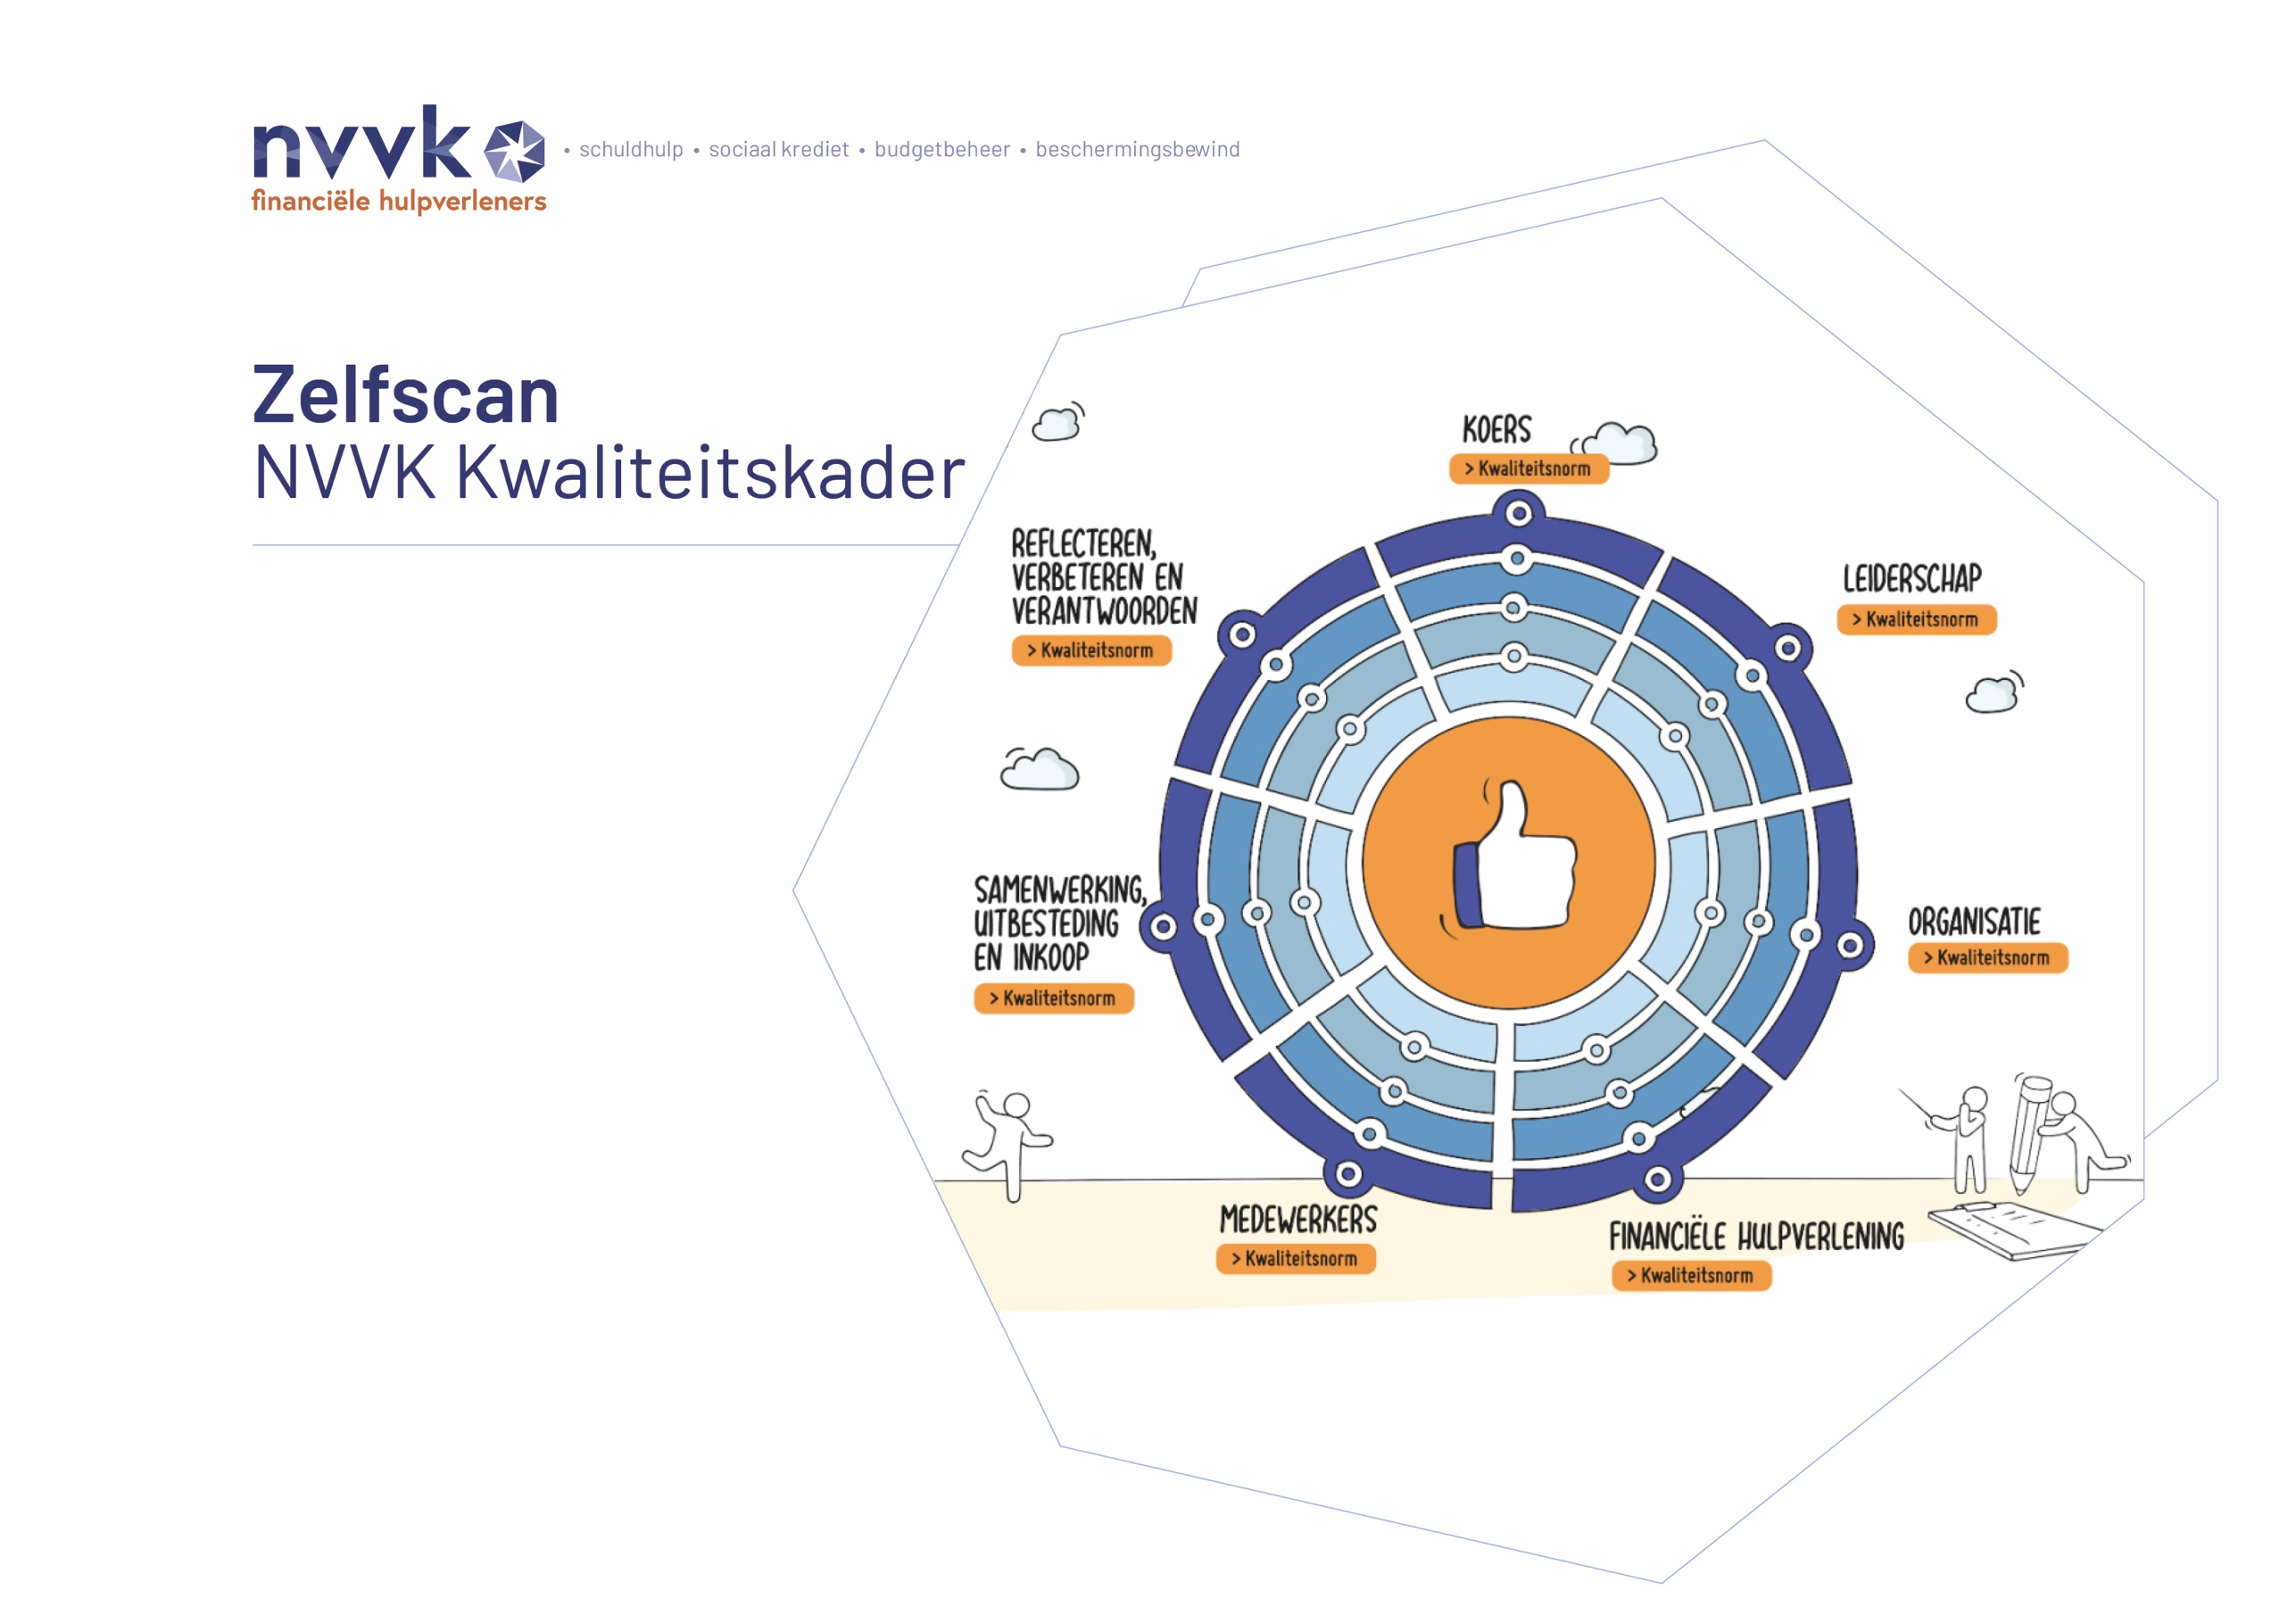 nvvk
• schuldhulp • sociaal krediet • budgetbeheer • beschermingsbewind
financiële hulpverleners
Zelfscan
NVVK Kwaliteitskader
KOERS
> Kwaliteitsnorm
REFLECTEREN,
VERBETEREN EN
VERANTWOORDEN
> Kwaliteitsnorm
LEIDERSCHAP
> Kwaliteitsnorm
SAMENWERKING,
UITBESTEDING
EN INKOOP
> Kwaliteitsnorm
ORGANISATIE
> Kwaliteitsnorm
MEDEWERKERS
> Kwaliteitsnorm
FINANCIËLE HULPVERLENING
> Kwaliteitsnorm